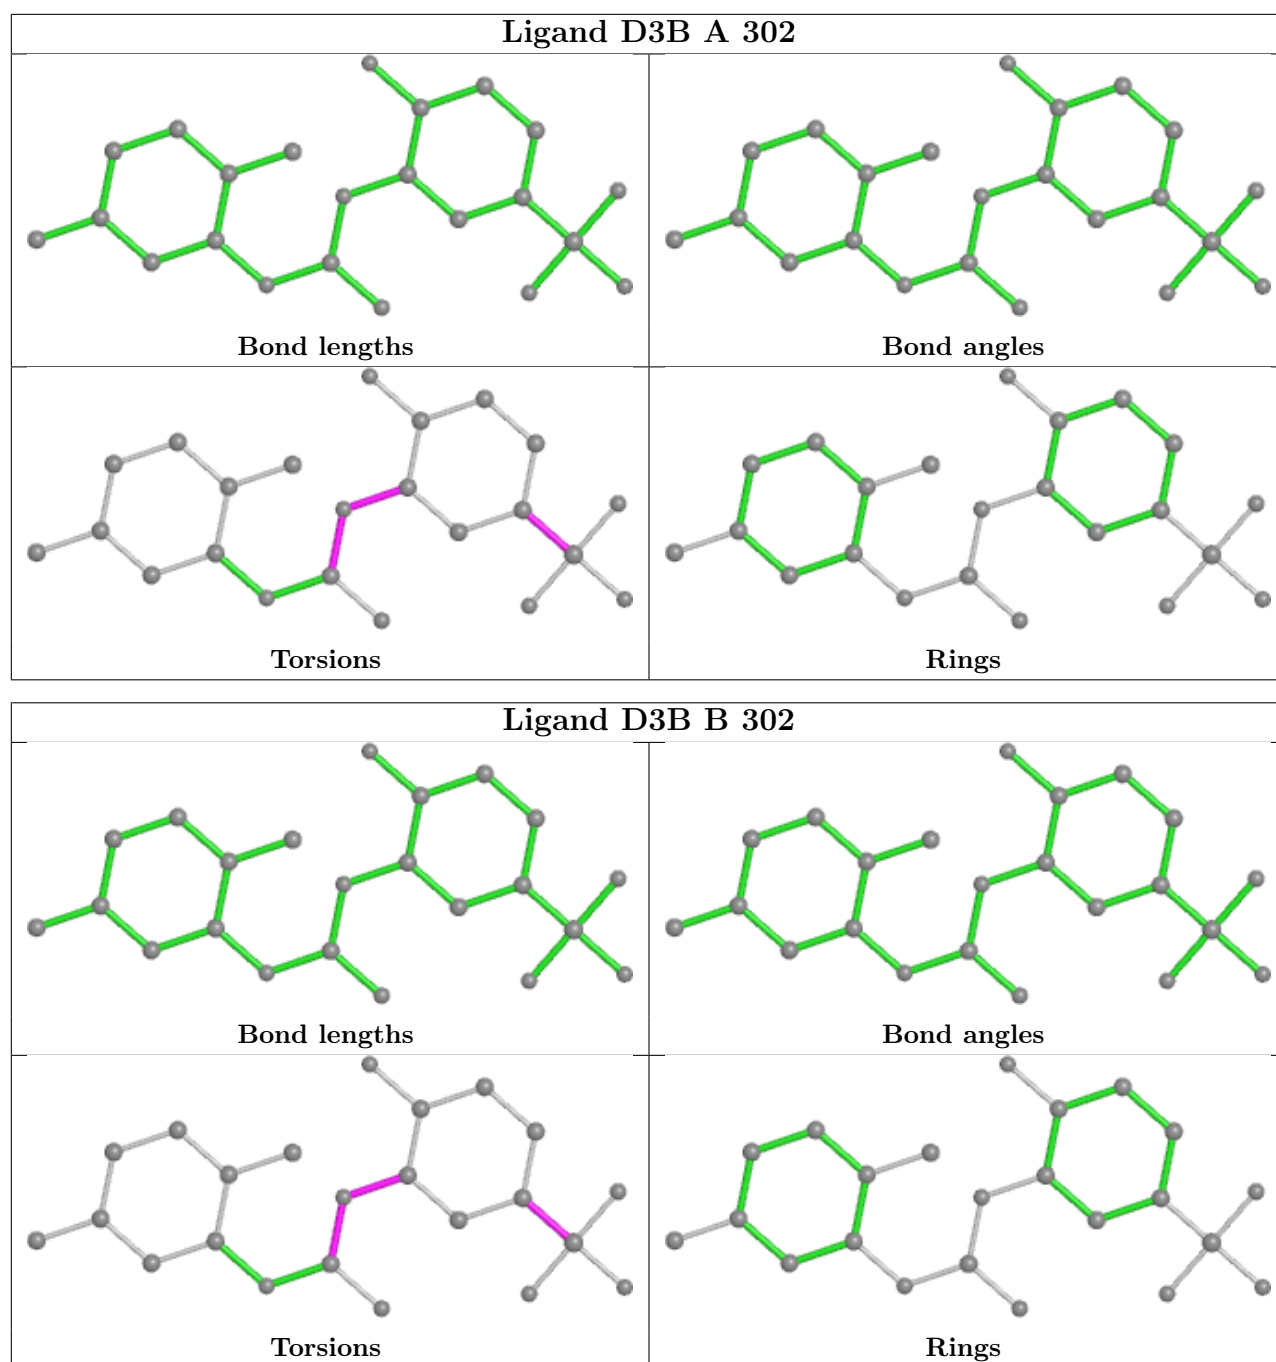 Ligand D3B A 302
Bond lengths
Bond angles
Torsions
Rings
Ligand D3B B 302
Bond lengths
Bond angles
Torsions
Rings